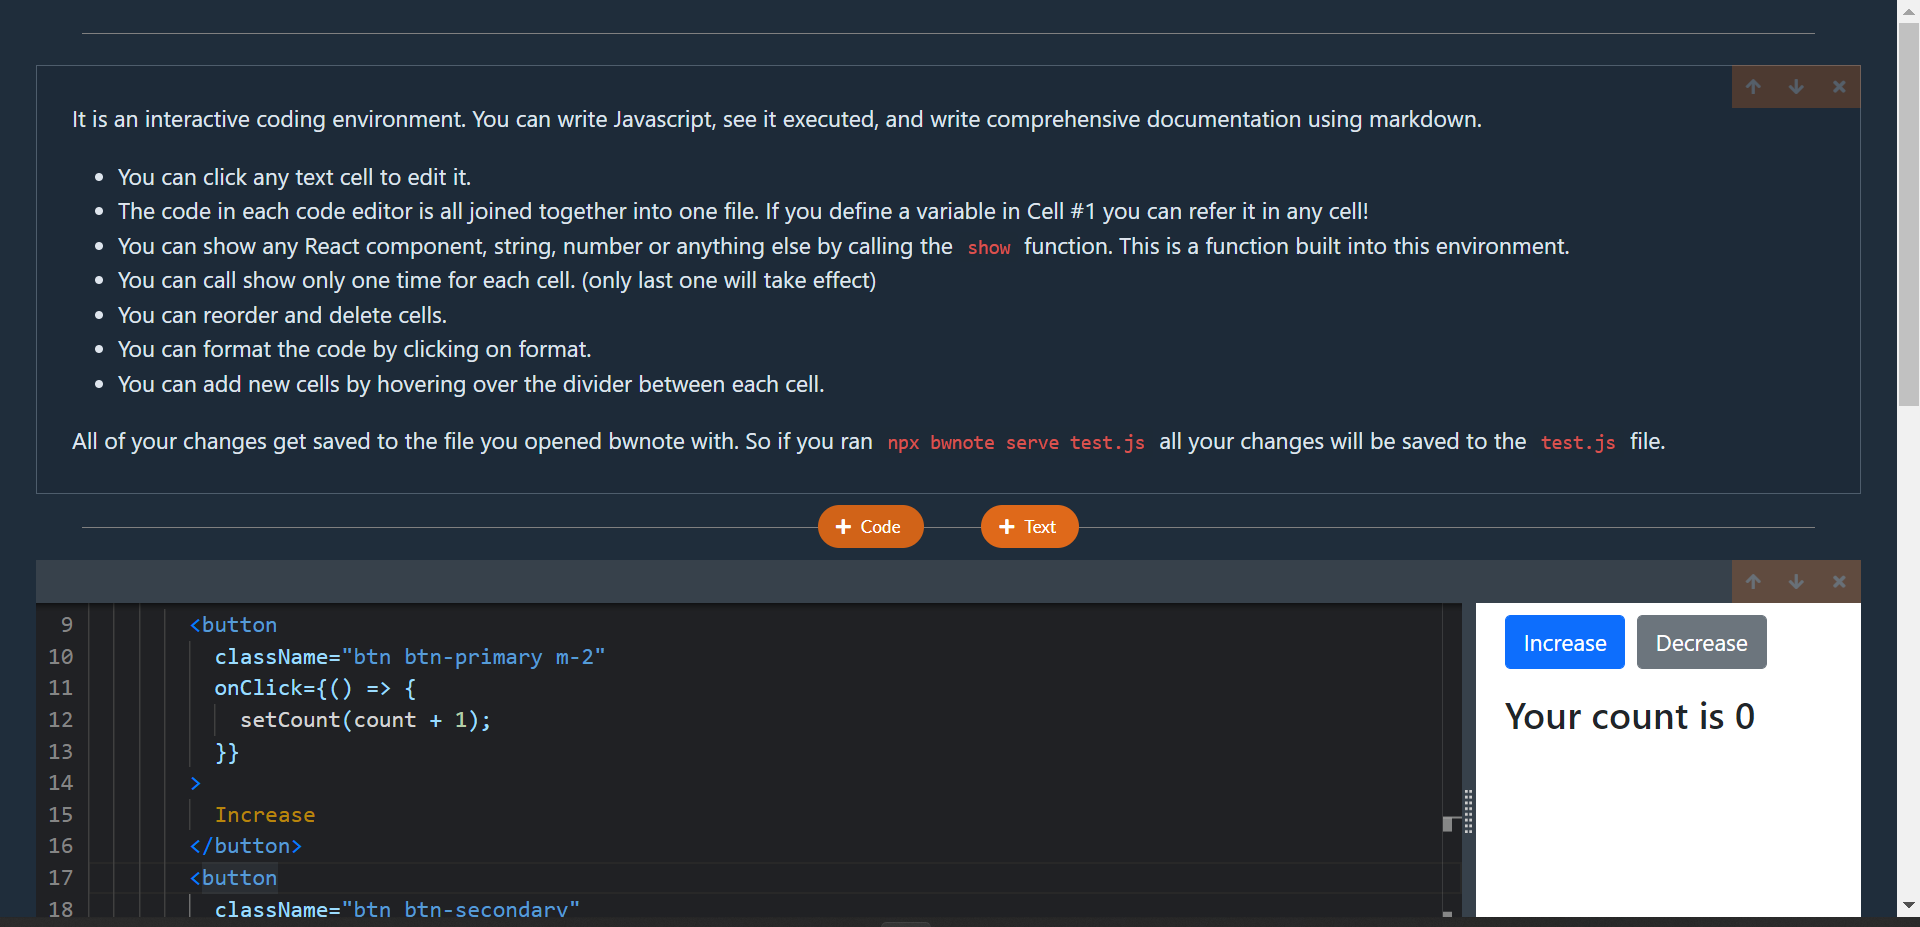 It is an interactive coding environment. You can write Javascript, see it executed, and write comprehensive documentation using markdown.
You can click any text cell to edit it.
The code in each code editor is all joined together into one file. If you define a variable in Cell #1 you can refer it in any cell!
You can show any React component, string, number or anything else by calling the show function. This is a function built into this environment.
You can call show only one time for each cell. (only last one will take effect)
You can reorder and delete cells.
You can format the code by clicking on format.
You can add new cells by hovering over the divider between each cell.
All of your changes get saved to the file you opened bwnote with. So if you ran npx bwnote serve test.js all your changes will be saved to the test.js file.
Code
Text
9 <button
10 className="btn btn-primary m-2"
11 onClick={() => {
12 setCount(count + 1);
13 }}
14 >
15 Increase
16 </button>
17 <button
18 className="btn btn-secondary"
Increase Decrease
Your count is 0